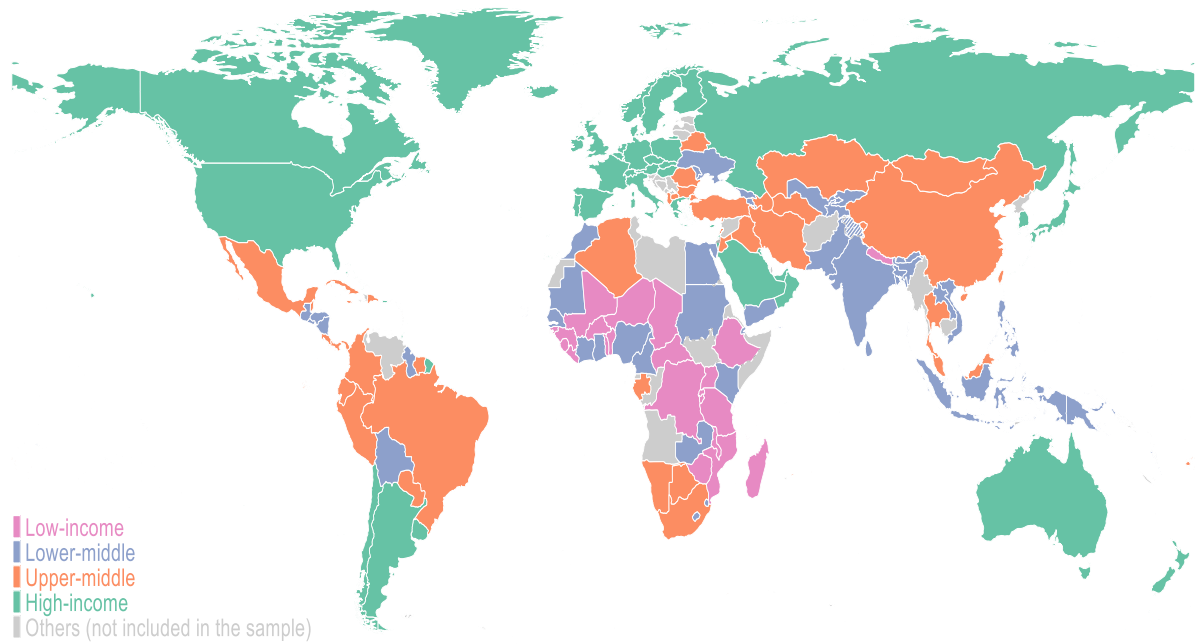 Low-income
Lower-middle
Upper-middle
High-income
Others (not included in the sample)